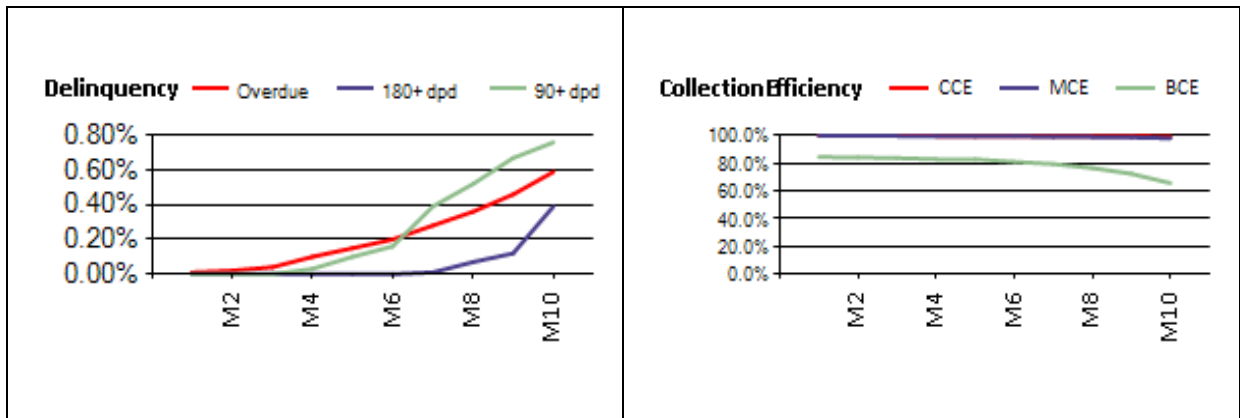 Delinquency Overdue 180+ dpd 90+ dpd
0.80%
0.60%
0.40%
0.20%
0.00%
M2 M4 M6 M8 M10
Collection Efficiency CCE MCE BCE
100.0%
80.0%
60.0%
40.0%
20.0%
0.0%
M2 M4 M6 M8 M10